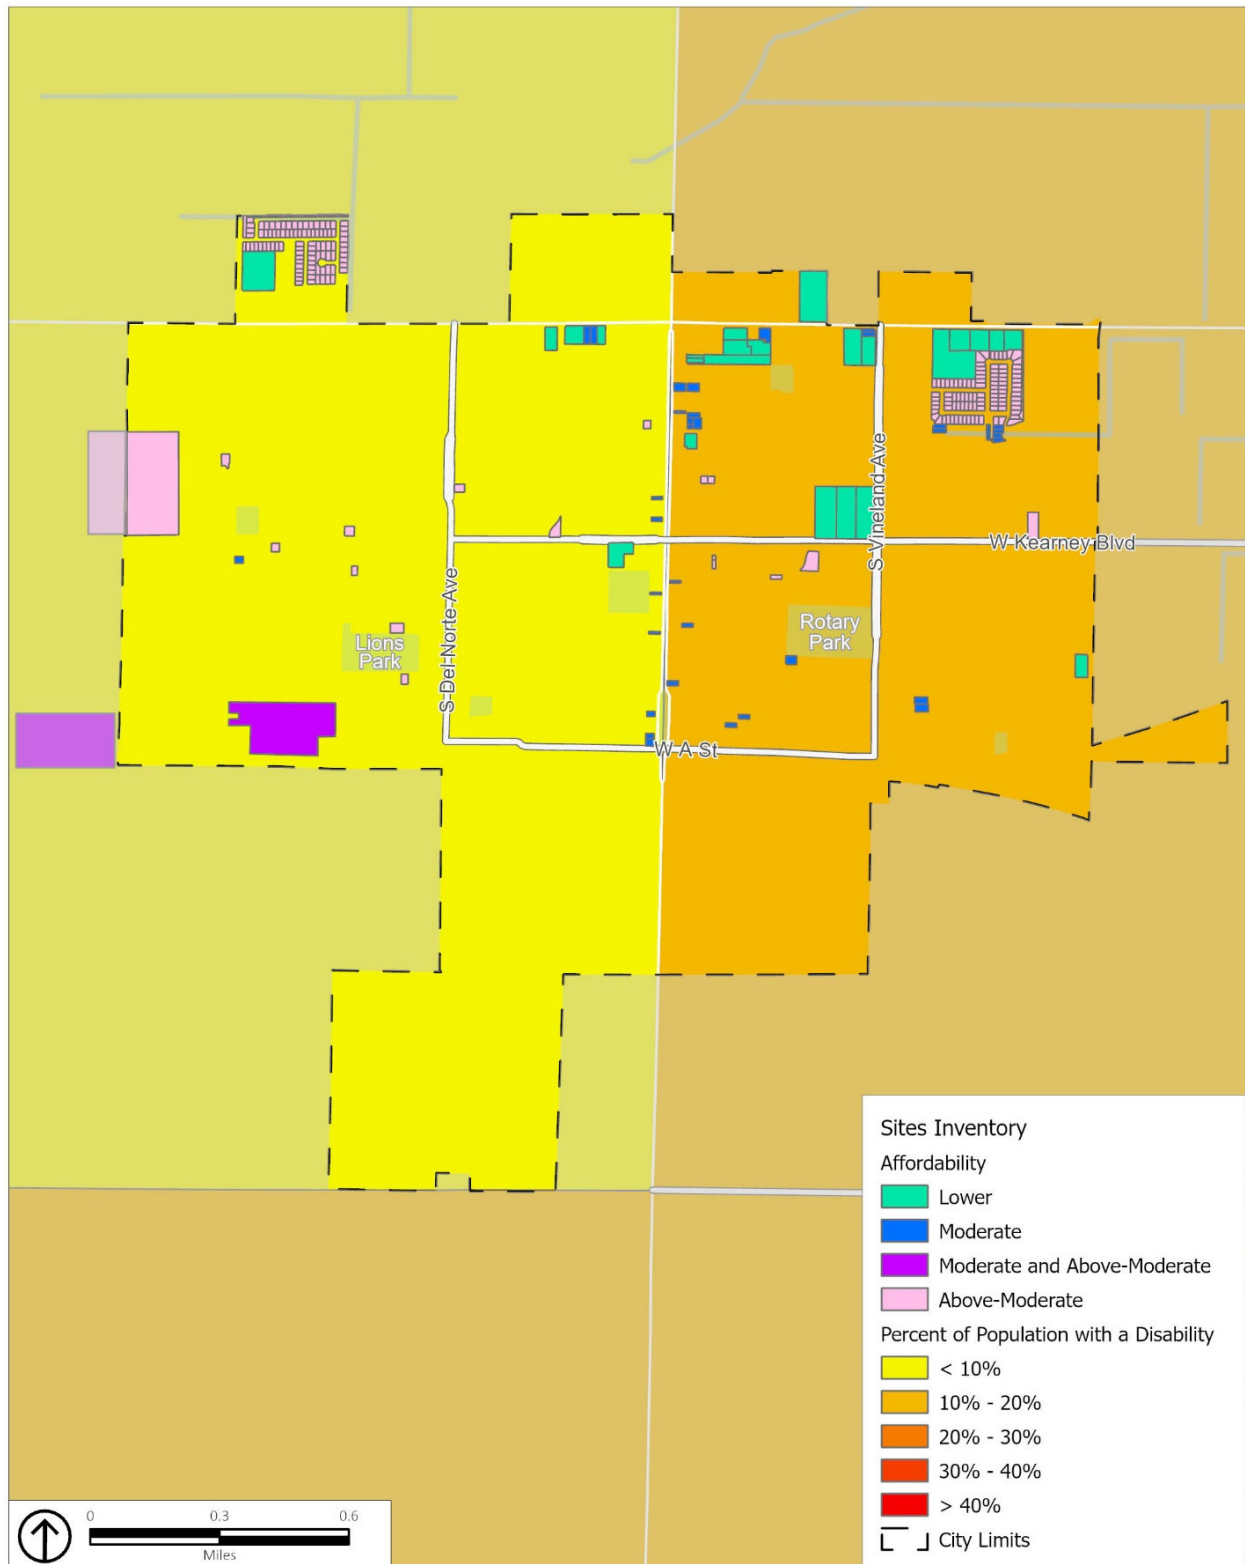 S Vineland Ave
W Kearney Blvd
S Del Norte Ave
Rotary
Park
Lions
Park
W A St
Sites Inventory
Affordability
Lower
Moderate
Moderate and Above-Moderate
Above-Moderate
Percent of Population with a Disability
< 10%
10% - 20%
20% - 30%
30% - 40%
> 40%
City Limits
0 0.3 0.6
Miles